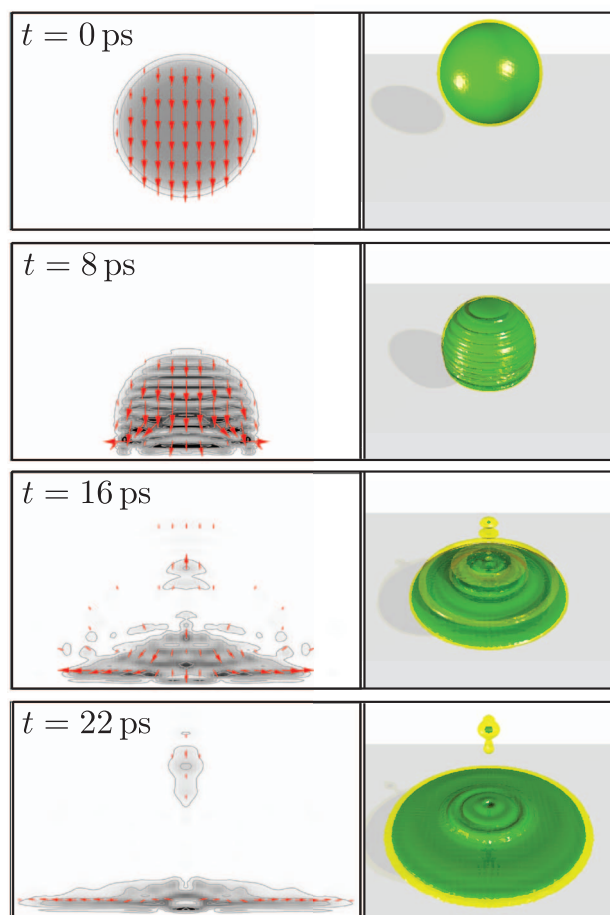 t = 0 ps
t = 8 ps
t = 16 ps
t = 22 ps